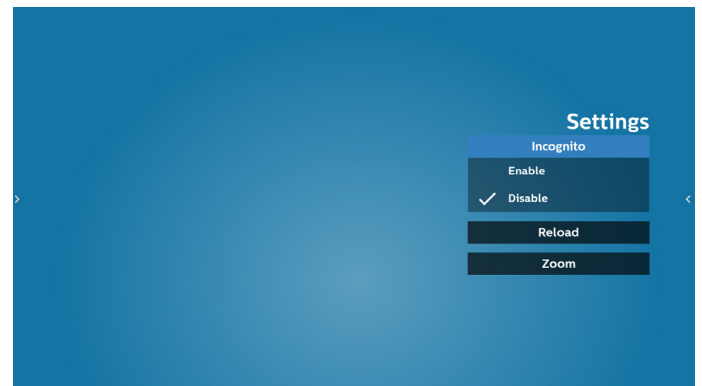 Settings
Incognito
Enable
Disable
Reload
Zoom